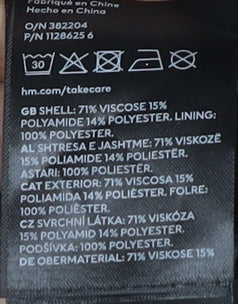 Fabriqué en Chine
Hecho en China
O/N 382204
P/N 1128625 6
30
hm.com/takecare
GB SHELL: 71% VISCOSE 15%
POLYAMIDE 14% POLYESTER. LINING:
100% POLYESTER.
AL SHTRESA E JASHTME: 71% VISKOZË
15% POLIAMIDE 14% POLIESTËR.
ASTARI: 100% POLIESTËR.
CAT EXTERIOR: 71% VISCOSA 15%
POLIAMIDA 14% POLIÈSTER. FOLRE:
100% POLIÈSTER.
CZ SVRCHNÍ LÁTKA: 71% VISKÓZA
15% POLYAMID 14% POLYESTER.
PODŠÍVKA: 100% POLYESTER.
DE OBERMATERIAL: 71% VISKOSE 15%